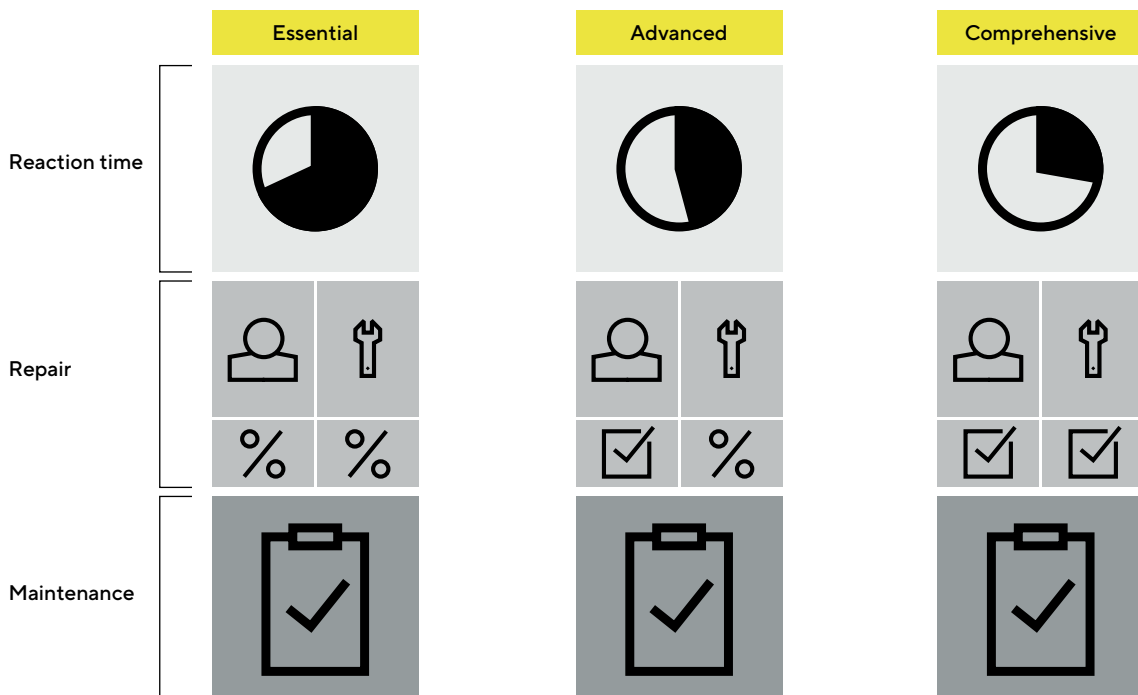 Essential
Advanced
Comprehensive
Reaction time
Repair
%
%
%
Maintenance